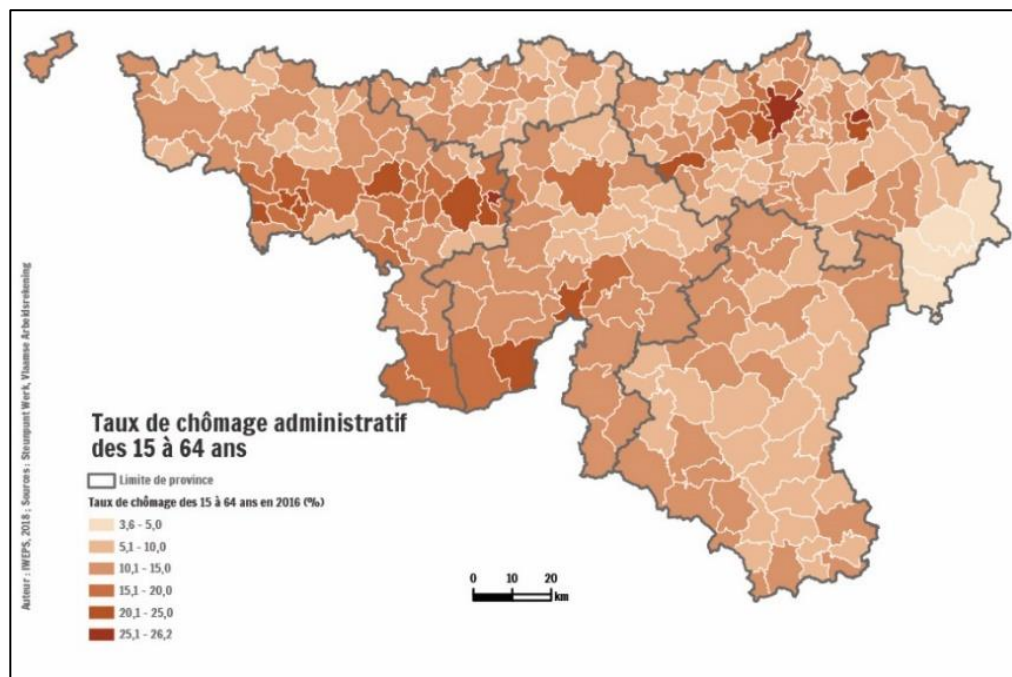 Taux de chômage administratif
des 15 à 64 ans
Limite de province
Taux de chômage des 15 à 64 ans en 2016 (%)
3,6 - 5,0
5,1 - 10,0
10,1 - 15,0
15,1 - 20,0
20,1 - 25,0
25,1 - 26,2
0 10 20
km
Auteur : IWEPS, 2018 ; Sources : Steunpunt Werk, Vlaamse Arbeidsrekening